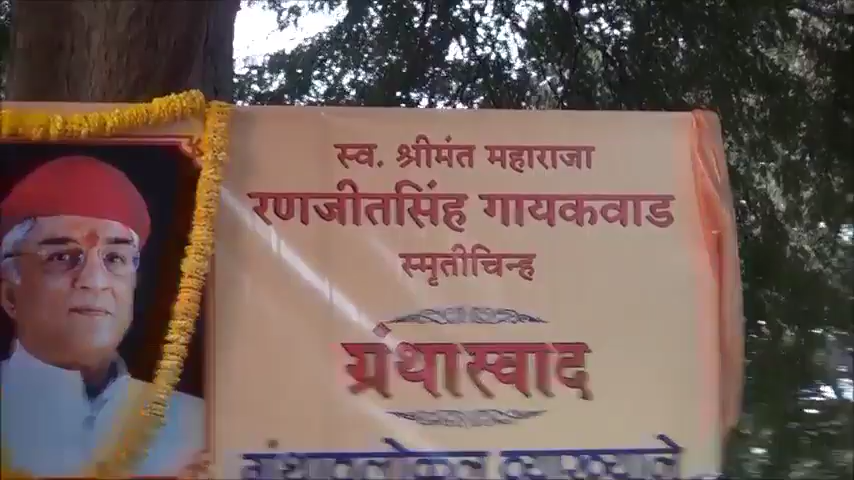 स्व. श्रीमंत महाराजा
रणजीतसिंह गायकवाड
स्मृतीचिन्ह
ग्रंथास्वाद